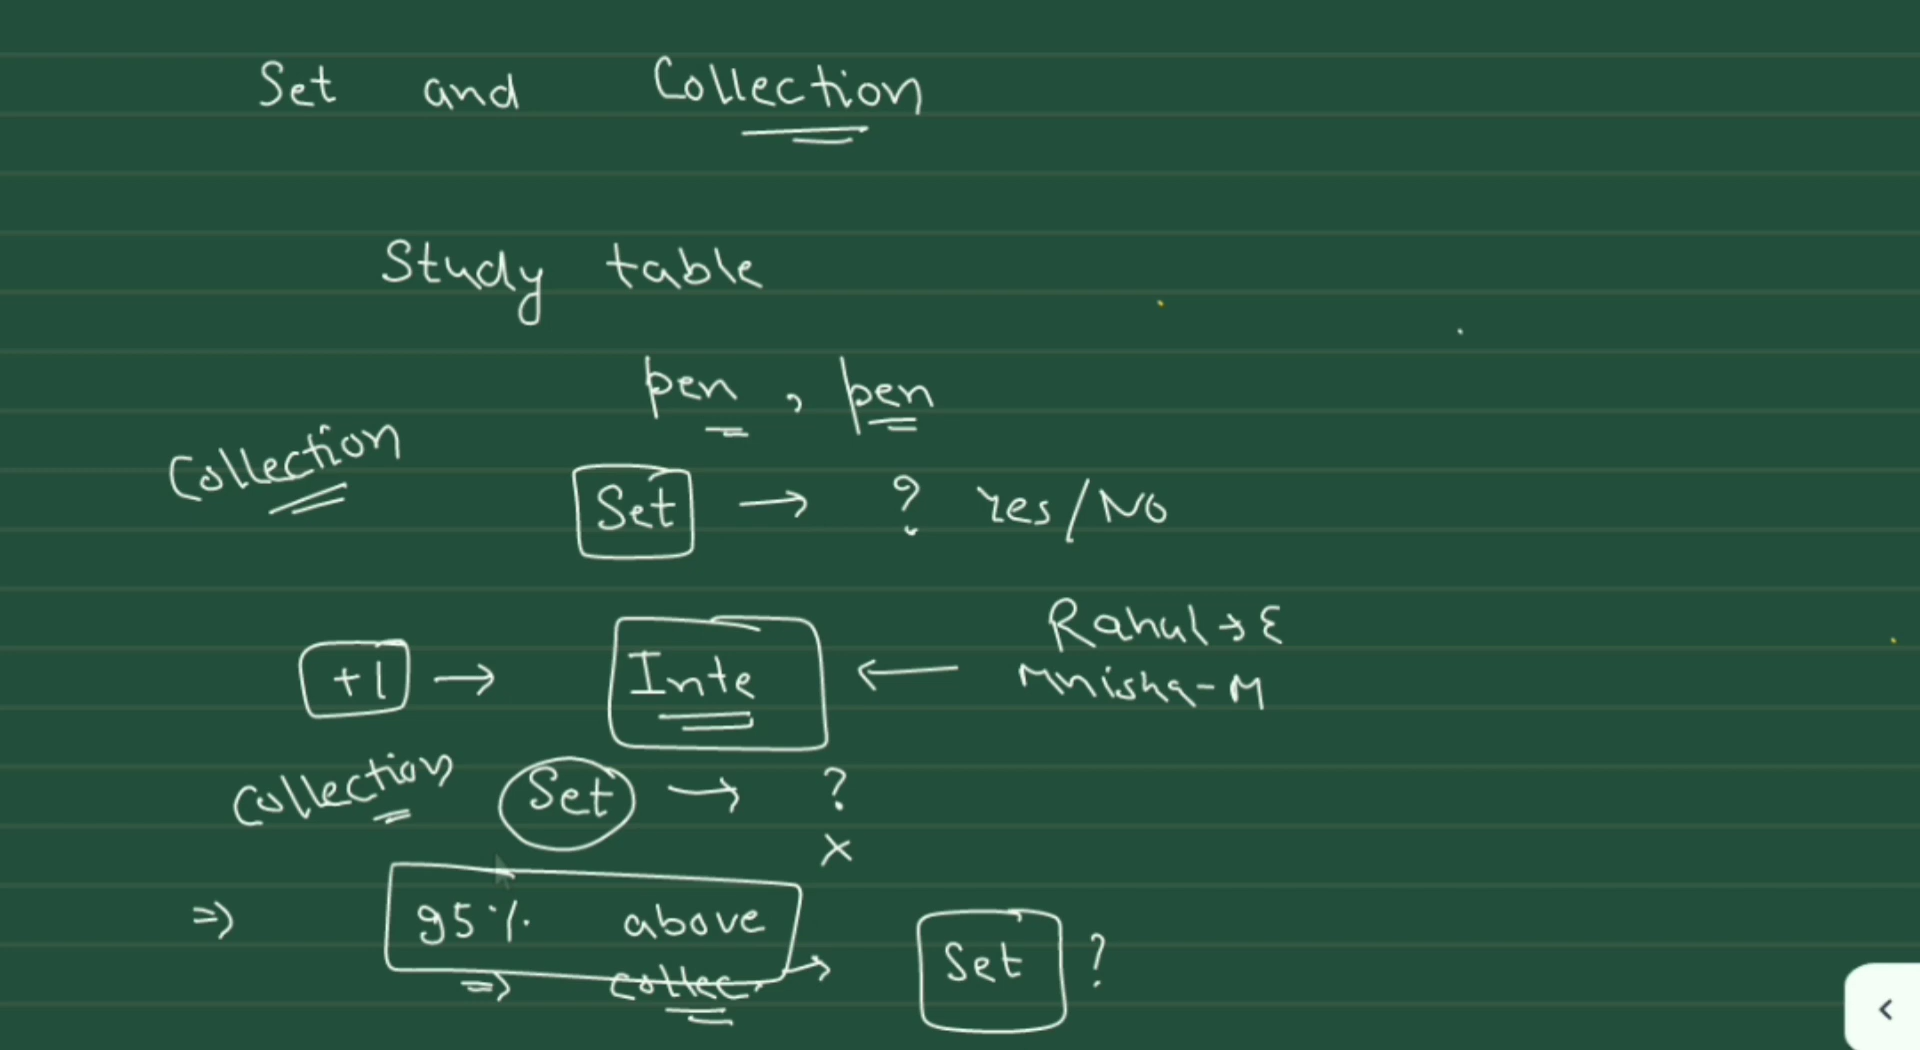 Set and Collection
Study table
pen , pen
Collection
Set → ? Yes/No
+1 → Inte ← Rahul → E
Mnisha - M
Collection Set → ?
x
⇒ 95% above → Set ?
⇒ collec.